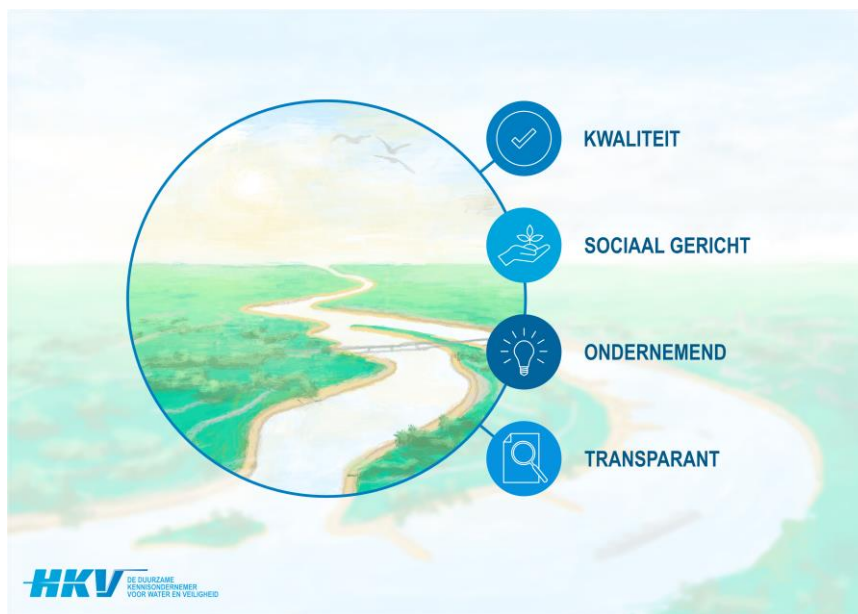 KWALITEIT
SOCIAAL GERICHT
ONDERNEMEND
TRANSPARANT
HKV
DE DUURZAME
KENNISONDERNEMER
VOOR WATER EN VEILIGHEID